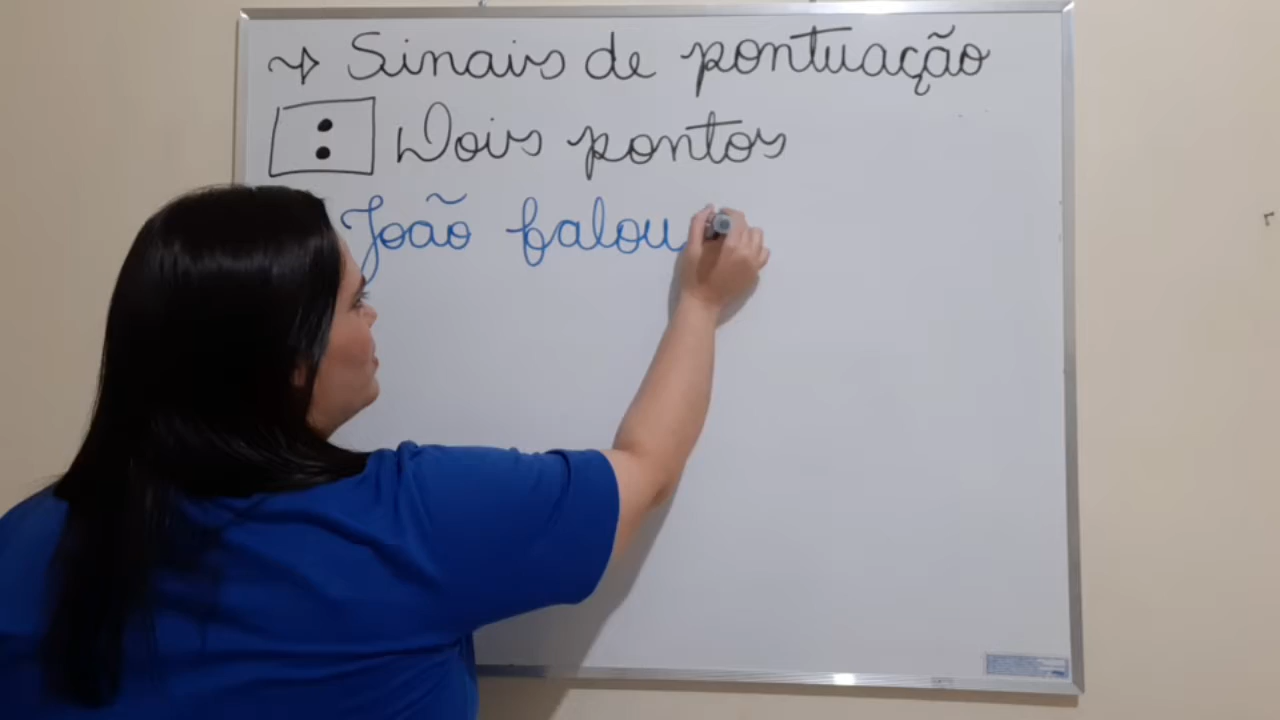 → Sinais de pontuação
: Dois pontos
João falou